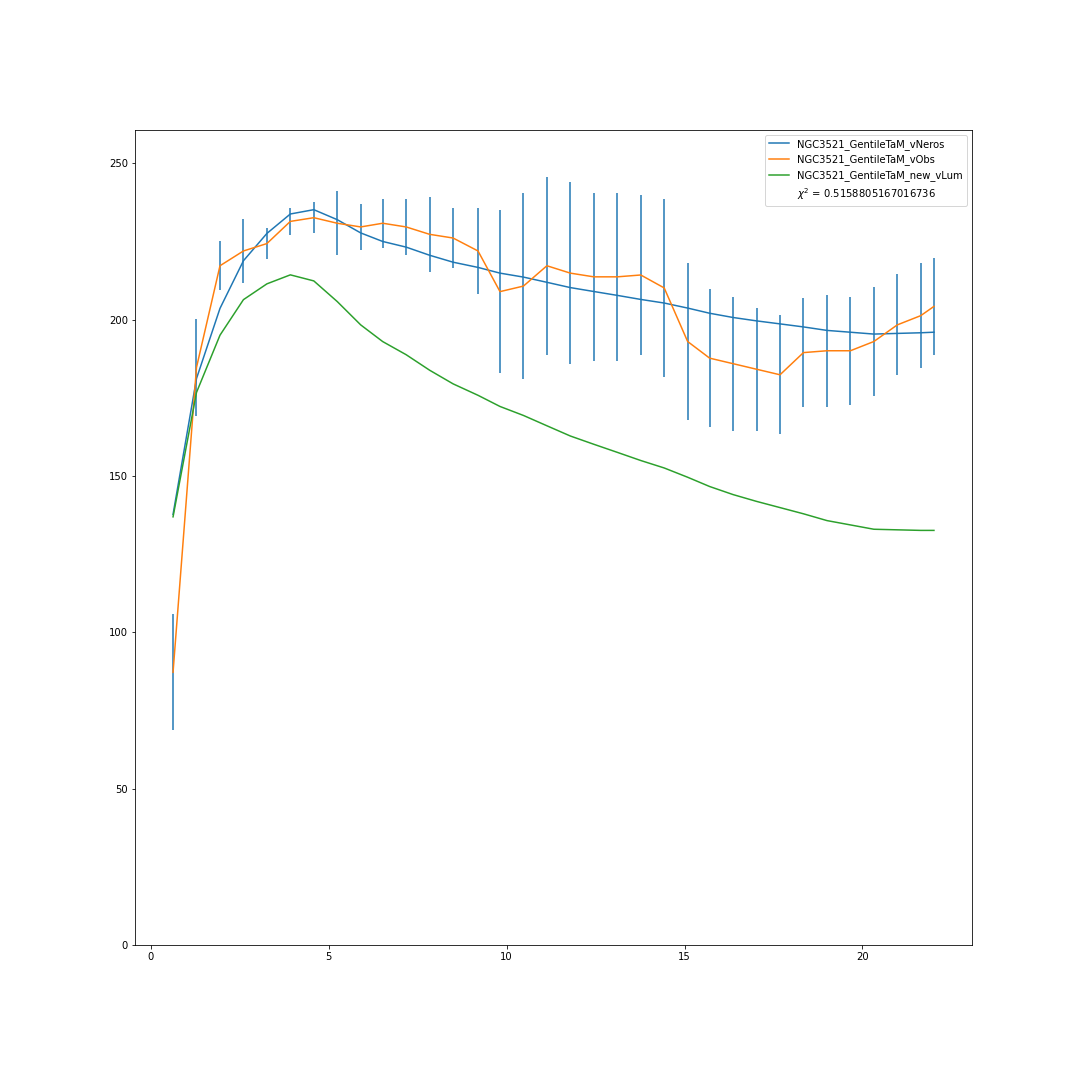 NGC3521_GentileTaM_vNeros
NGC3521_GentileTaM_vObs
NGC3521_GentileTaM_new_vLum
χ² = 0.5158805167016736
250
200
150
100
50
0
0 5 10 15 20